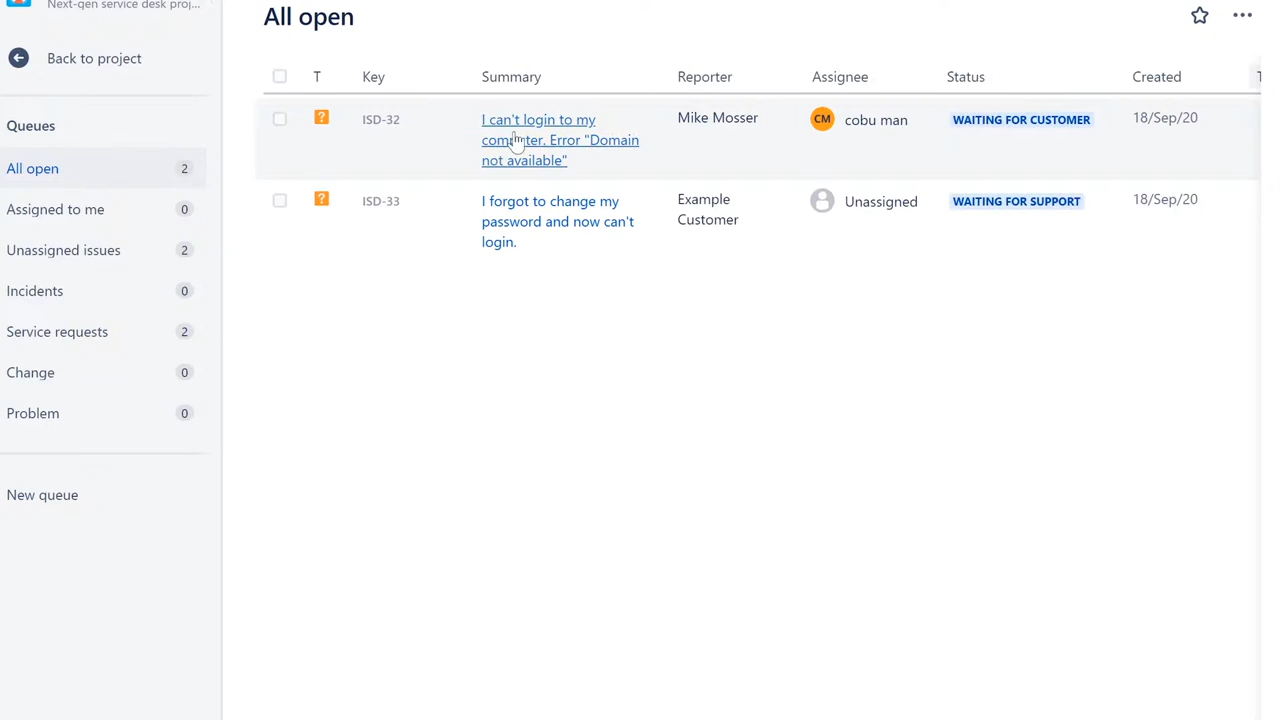 Next-gen service desk proj...
Back to project
Queues
All open 2
Assigned to me 0
Unassigned issues 2
Incidents 0
Service requests 2
Change 0
Problem 0
New queue
All open
T Key Summary Reporter Assignee Status Created T
? ISD-32 I can't login to my Mike Mosser CM cobu man WAITING FOR CUSTOMER 18/Sep/20
computer. Error "Domain
not available"
? ISD-33 I forgot to change my Example Unassigned WAITING FOR SUPPORT 18/Sep/20
password and now can't Customer
login.